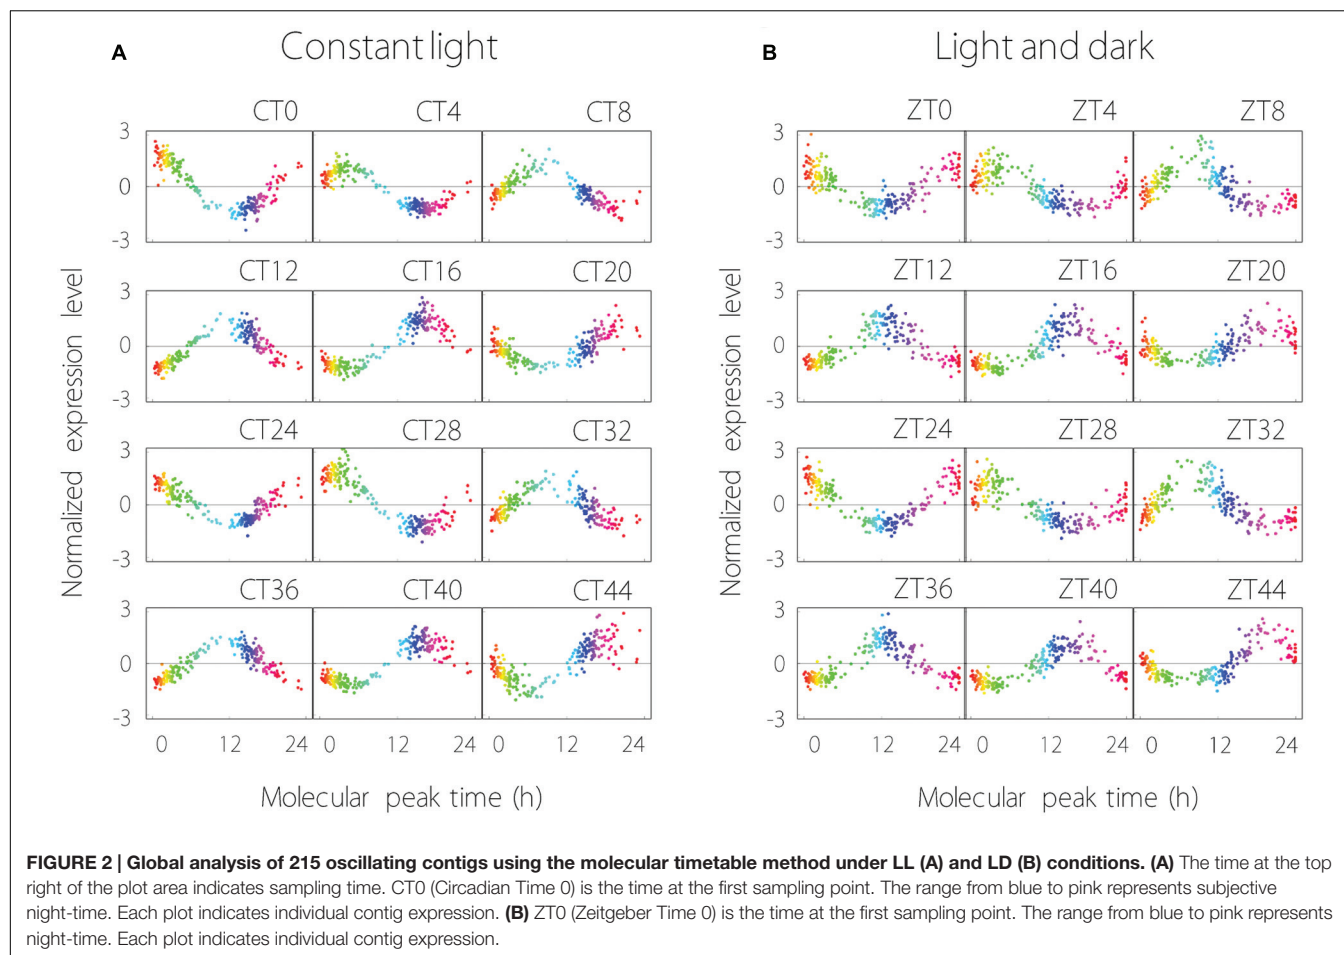 A Constant light
B Light and dark
CT0 CT4 CT8
ZT0 ZT4 ZT8
3
0
-3
3
0
-3
CT12 CT16 CT20
ZT12 ZT16 ZT20
3
0
-3
3
0
-3
CT24 CT28 CT32
ZT24 ZT28 ZT32
3
0
-3
3
0
-3
CT36 CT40 CT44
ZT36 ZT40 ZT44
3
0
-3
3
0
-3
Normalized expression level
Normalized expression level
0 12 24 0 12 24 0 12 24
0 12 24 0 12 24 0 12 24
Molecular peak time (h)
Molecular peak time (h)
FIGURE 2 | Global analysis of 215 oscillating contigs using the molecular timetable method under LL (A) and LD (B) conditions. (A) The time at the top
right of the plot area indicates sampling time. CT0 (Circadian Time 0) is the time at the first sampling point. The range from blue to pink represents subjective
night-time. Each plot indicates individual contig expression. (B) ZT0 (Zeitgeber Time 0) is the time at the first sampling point. The range from blue to pink represents
night-time. Each plot indicates individual contig expression.